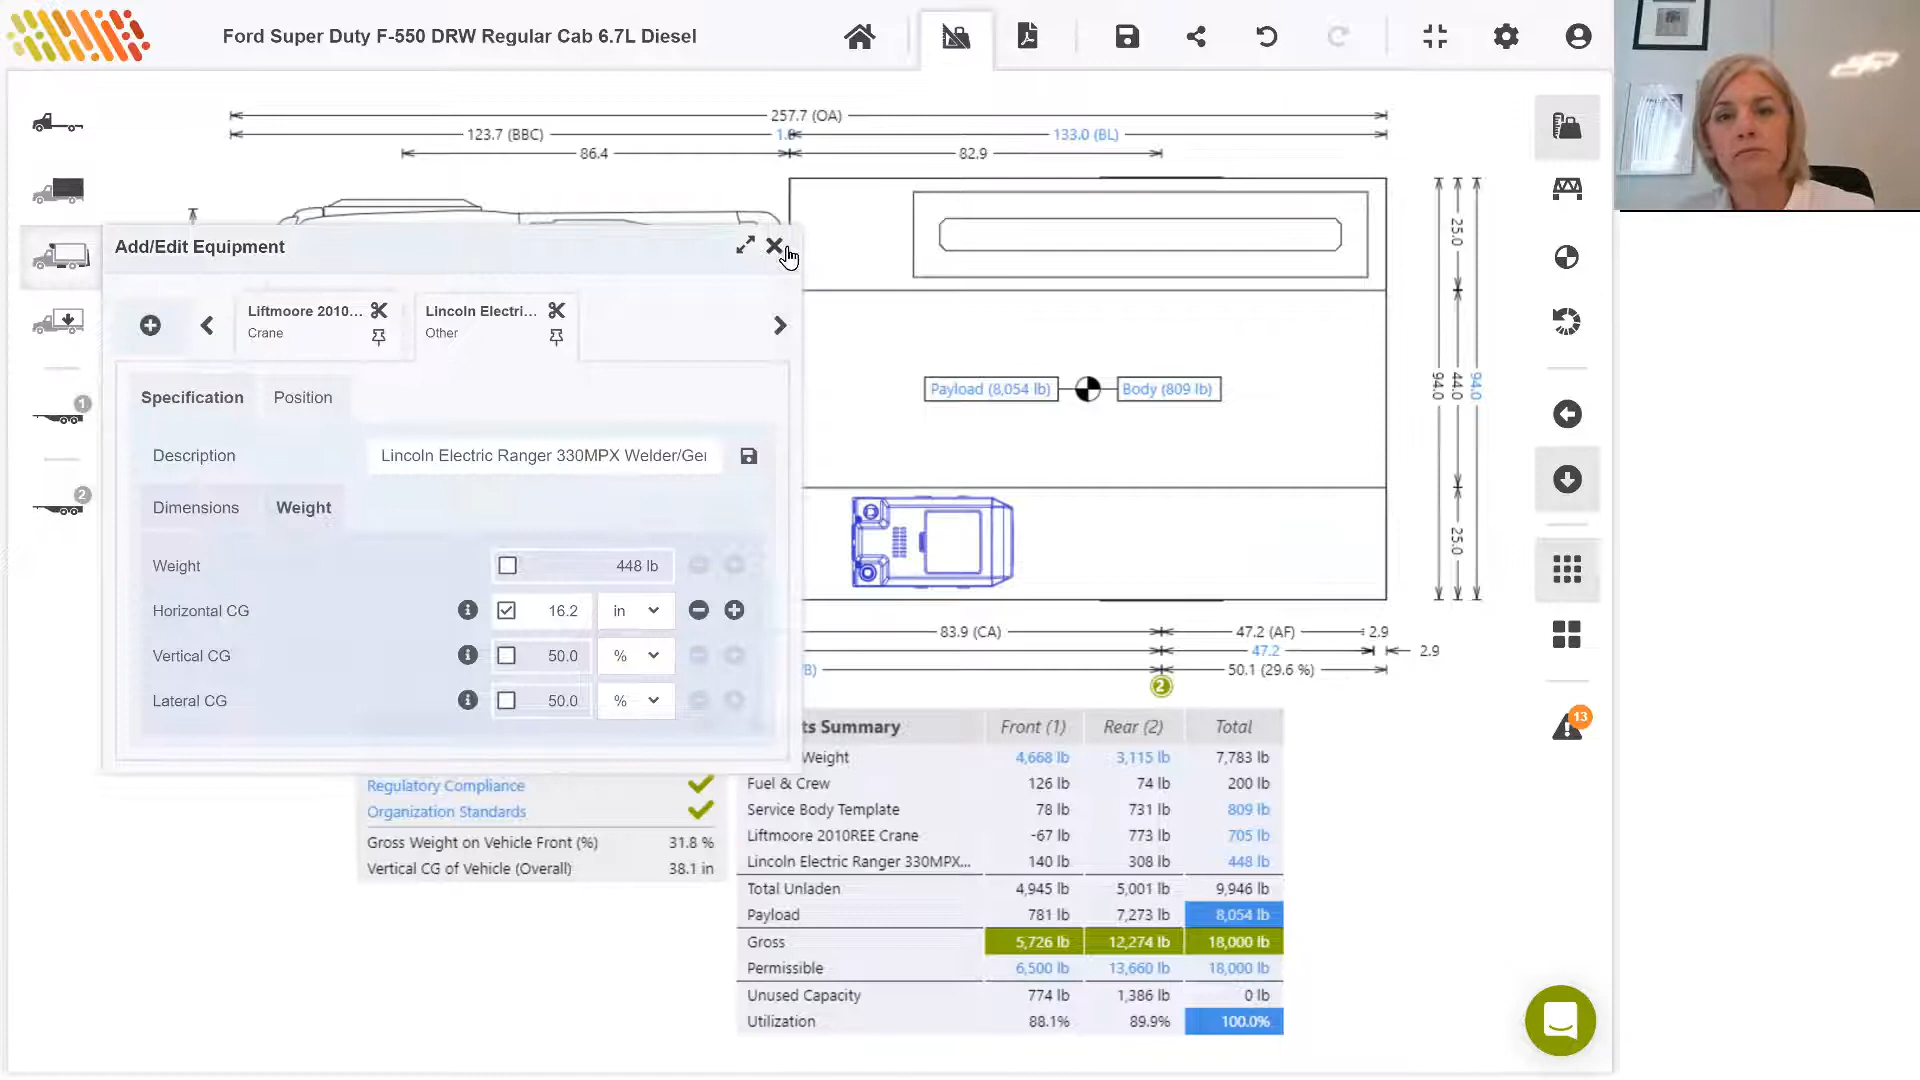 Ford Super Duty F-550 DRW Regular Cab 6.7L Diesel
257.7 (OA)
123.7 (BBC)
133.0 (BL)
86.4
82.9
Add/Edit Equipment
Liftmoore 2010...
Crane
Lincoln Electri...
Other
Specification
Position
Description
Lincoln Electric Ranger 330MPX Welder/Ge
Dimensions
Weight
Weight
448 lb
Horizontal CG
16.2
in
Vertical CG
50.0
%
Lateral CG
50.0
%
1
2
Payload (8,054 lb)
Body (809 lb)
25.0
94.0
44.0
94.0
25.0
83.9 (CA)
47.2 (AF)
2.9
47.2
2.9
50.1 (29.6 %)
2
13
Regulatory Compliance
Organization Standards
Gross Weight on Vehicle Front (%) 31.8 %
Vertical CG of Vehicle (Overall) 38.1 in
ts Summary Front (1) Rear (2) Total
Weight 4,668 lb 3,115 lb 7,783 lb
Fuel & Crew 126 lb 74 lb 200 lb
Service Body Template 78 lb 731 lb 809 lb
Liftmoore 2010REE Crane -67 lb 773 lb 705 lb
Lincoln Electric Ranger 330MPX... 140 lb 308 lb 448 lb
Total Unladen 4,945 lb 5,001 lb 9,946 lb
Payload 781 lb 7,273 lb 8,054 lb
Gross 5,726 lb 12,274 lb 18,000 lb
Permissible 6,500 lb 13,660 lb 18,000 lb
Unused Capacity 774 lb 1,386 lb 0 lb
Utilization 88.1% 89.9% 100.0%